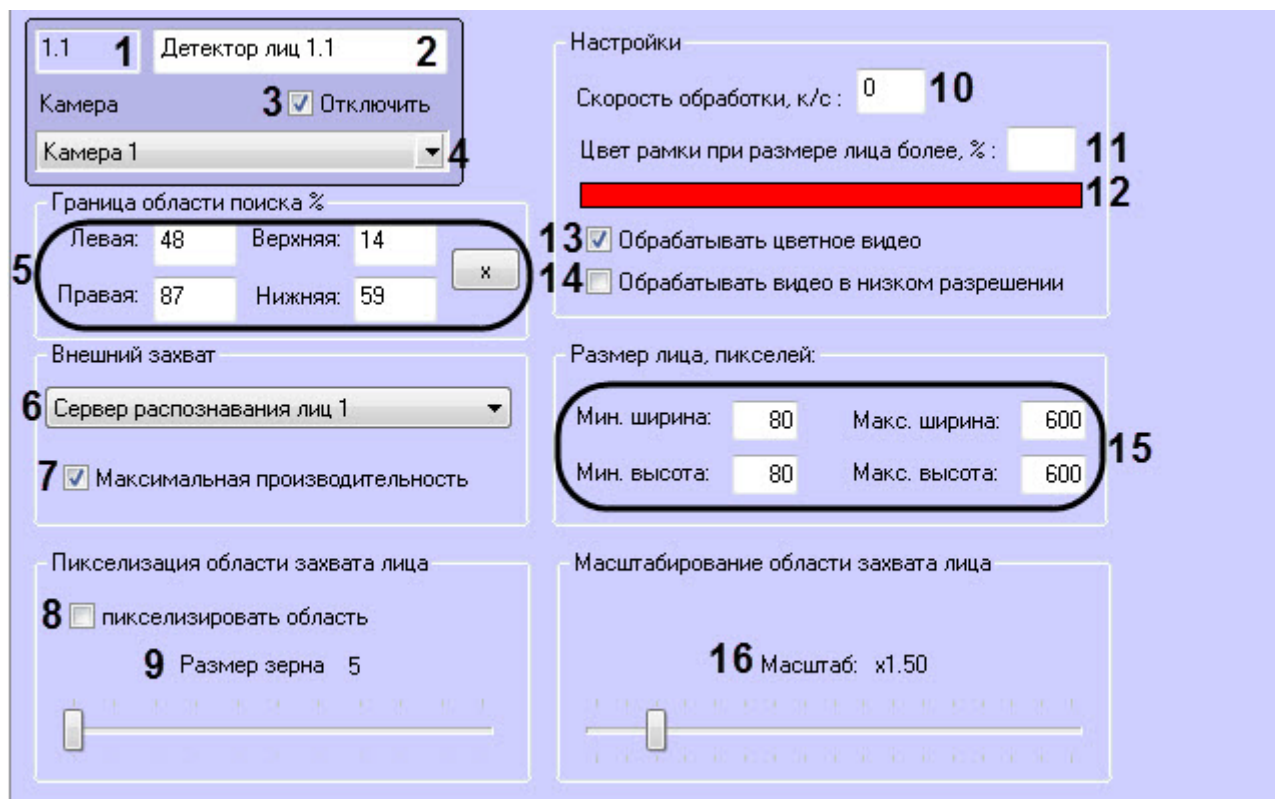 1.1 1 Детектор лиц 1.1 2
Камера 3 Отключить
Камера 1 4
Граница области поиска %
5 Левая: 48 Верхняя: 14
x
Правая: 87 Нижняя: 59
Внешний захват
6 Сервер распознавания лиц 1
7 Максимальная производительность
Пикселизация области захвата лица
8 пикселизировать область
9 Размер зерна 5
Настройки
Скорость обработки, к/с : 0 10
Цвет рамки при размере лица более, % : 11
12
13 Обрабатывать цветное видео
14 Обрабатывать видео в низком разрешении
Размер лица, пикселей:
Мин. ширина: 80 Макс. ширина: 600
15
Мин. высота: 80 Макс. высота: 600
Масштабирование области захвата лица
16 Масштаб: x1.50